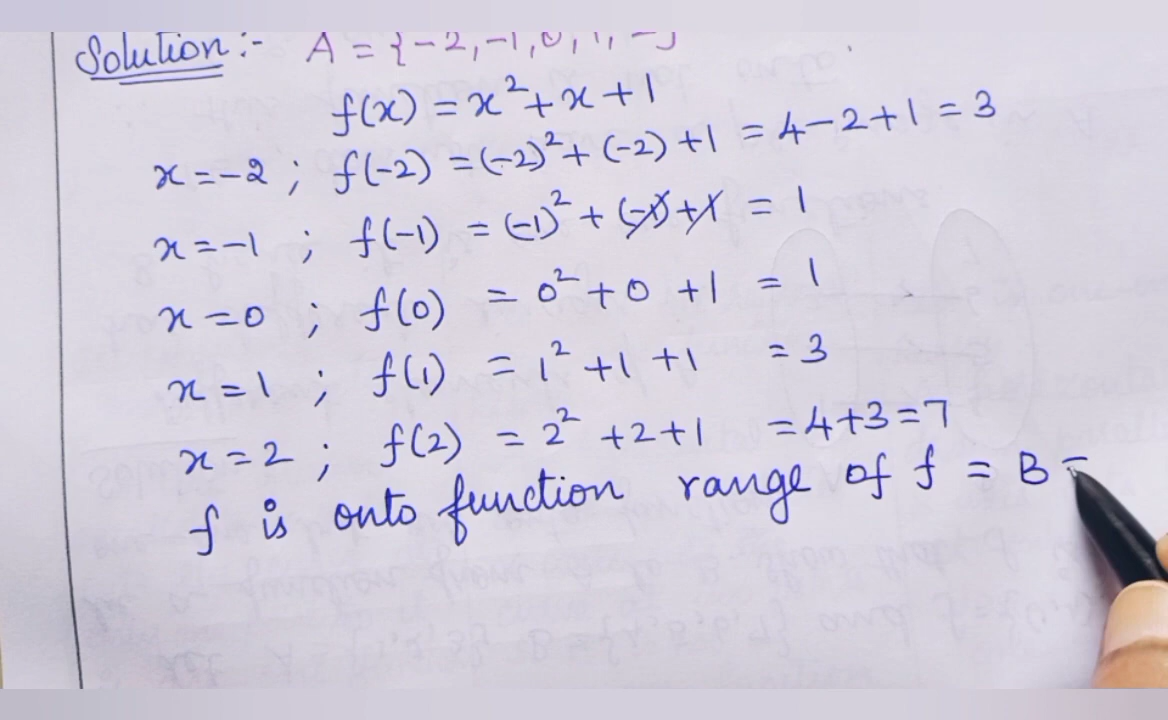 Solution :- A = {-2, -1, 0, 1, 2}
f(x) = x² + x + 1
x = -2 ; f(-2) = (-2)² + (-2) + 1 = 4 - 2 + 1 = 3
x = -1 ; f(-1) = (-1)² + (-1) + 1 = 1
x = 0 ; f(0) = 0² + 0 + 1 = 1
x = 1 ; f(1) = 1² + 1 + 1 = 3
x = 2 ; f(2) = 2² + 2 + 1 = 4 + 3 = 7
f is onto function range of f = B =